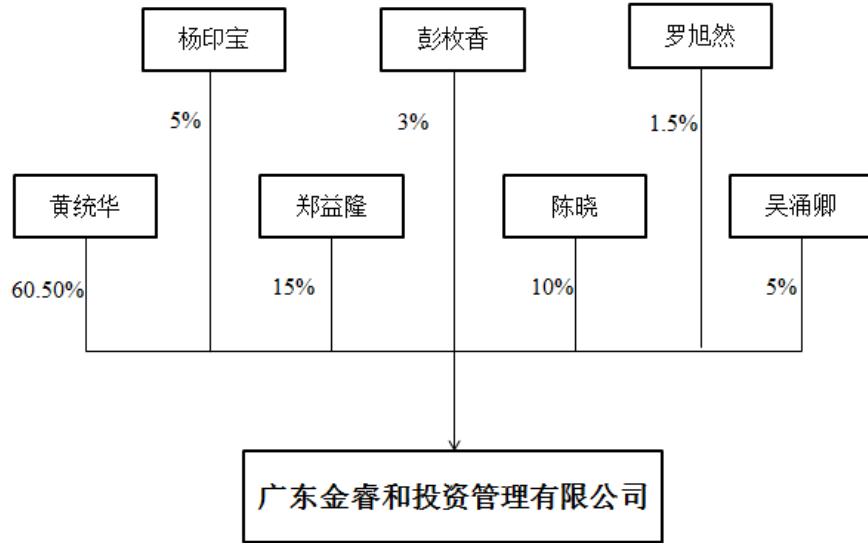 杨印宝
彭枚香
罗旭然
5%
3%
1.5%
黄统华
郑益隆
陈晓
吴涌卿
60.50%
15%
10%
5%
广东金睿和投资管理有限公司